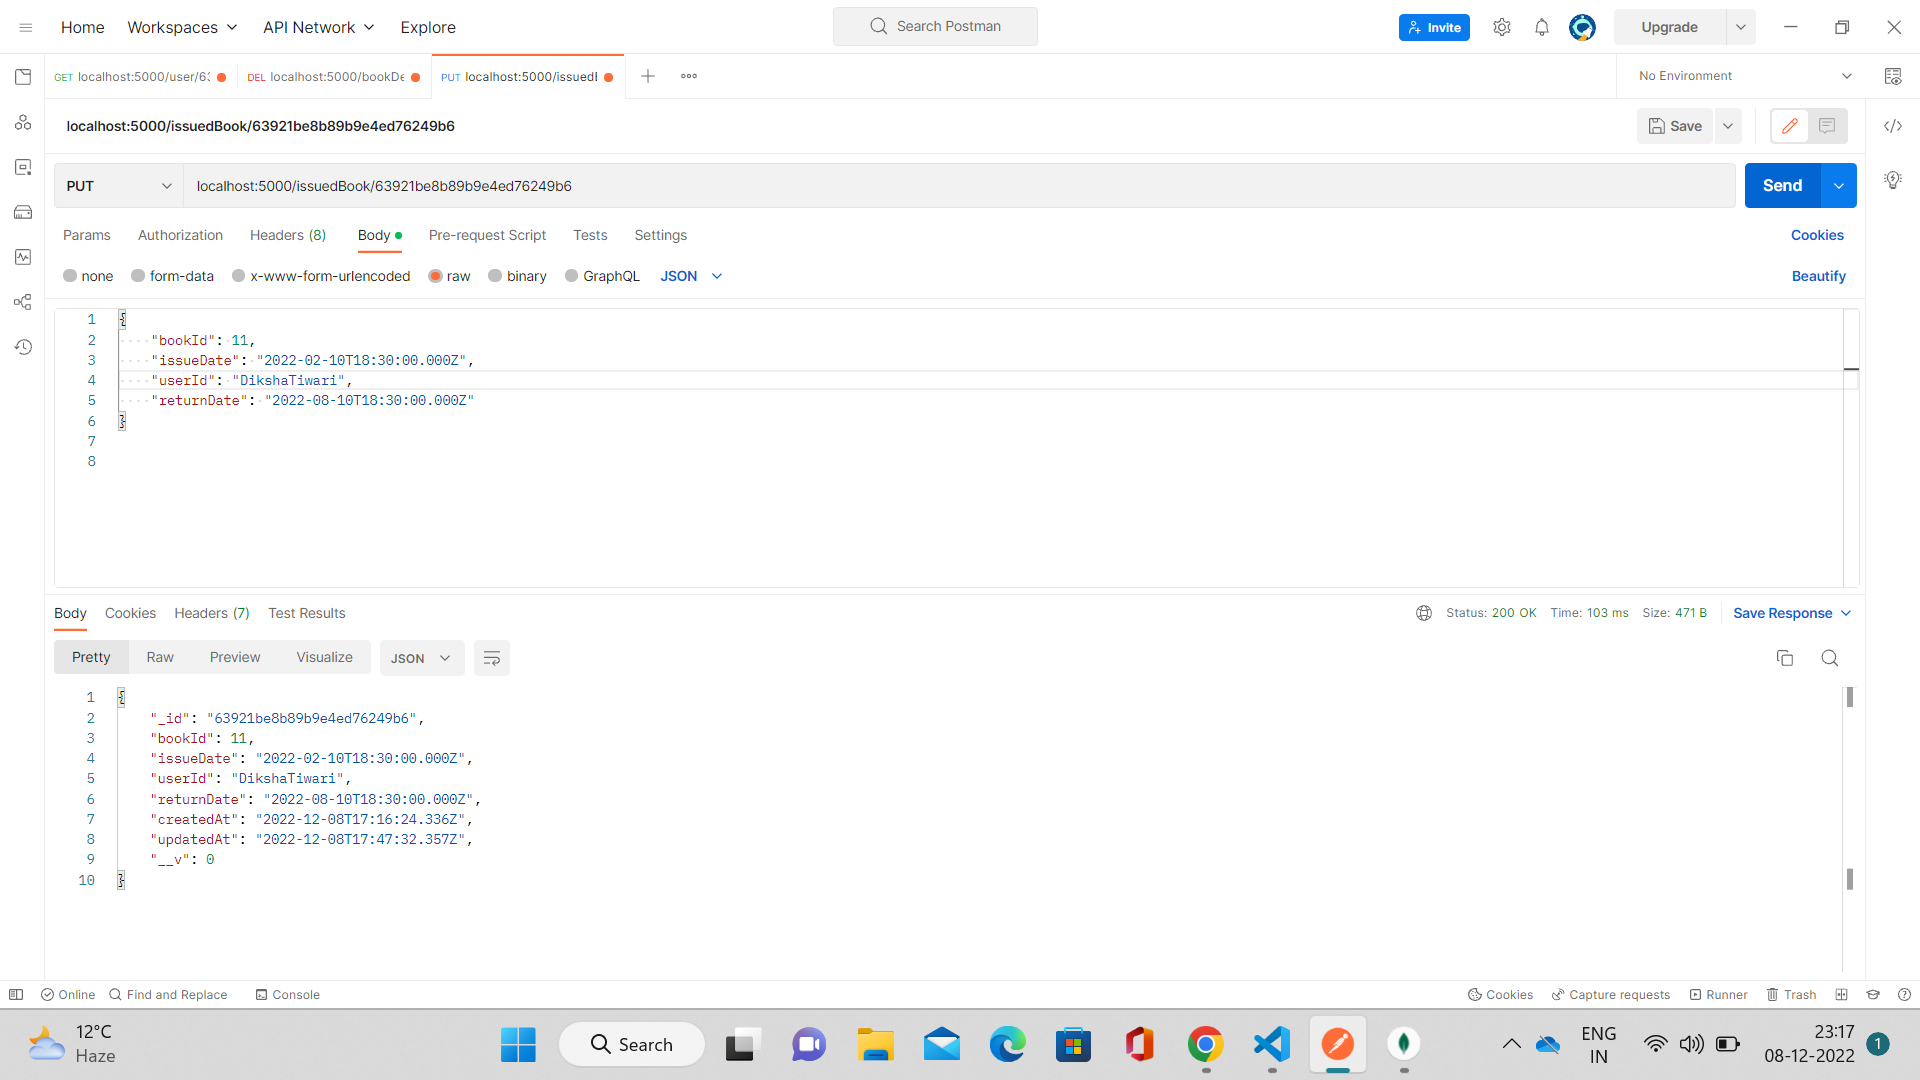 Home Workspaces API Network Explore Search Postman Invite Upgrade
GET localhost:5000/user/63 DEL localhost:5000/bookDe PUT localhost:5000/issuedB No Environment
localhost:5000/issuedBook/63921be8b89b9e4ed76249b6 Save
PUT localhost:5000/issuedBook/63921be8b89b9e4ed76249b6 Send
Params Authorization Headers (8) Body Pre-request Script Tests Settings Cookies
none form-data x-www-form-urlencoded raw binary GraphQL JSON Beautify
1 {
2 "bookId": 11,
3 "issueDate": "2022-02-10T18:30:00.000Z",
4 "userId": "DikshaTiwari",
5 "returnDate": "2022-08-10T18:30:00.000Z"
6 }
7
8
Body Cookies Headers (7) Test Results Status: 200 OK Time: 103 ms Size: 471 B Save Response
Pretty Raw Preview Visualize JSON
1 {
2 "_id": "63921be8b89b9e4ed76249b6",
3 "bookId": 11,
4 "issueDate": "2022-02-10T18:30:00.000Z",
5 "userId": "DikshaTiwari",
6 "returnDate": "2022-08-10T18:30:00.000Z",
7 "createdAt": "2022-12-08T17:16:24.336Z",
8 "updatedAt": "2022-12-08T17:47:32.357Z",
9 "__v": 0
10 }
Online Find and Replace Console Cookies Capture requests Runner Trash
12°C
Haze
Search
ENG
IN
23:17
08-12-2022
1